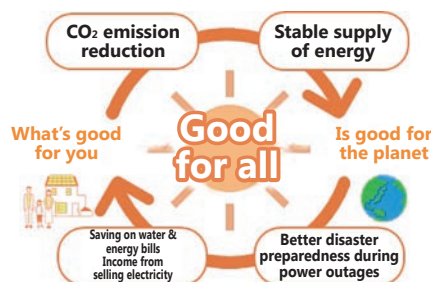 CO₂ emission
reduction
Stable supply
of energy
What's good
for you
Good
for all
Is good for
the planet
Saving on water &
energy bills
Income from
selling electricity
Better disaster
preparedness during
power outages